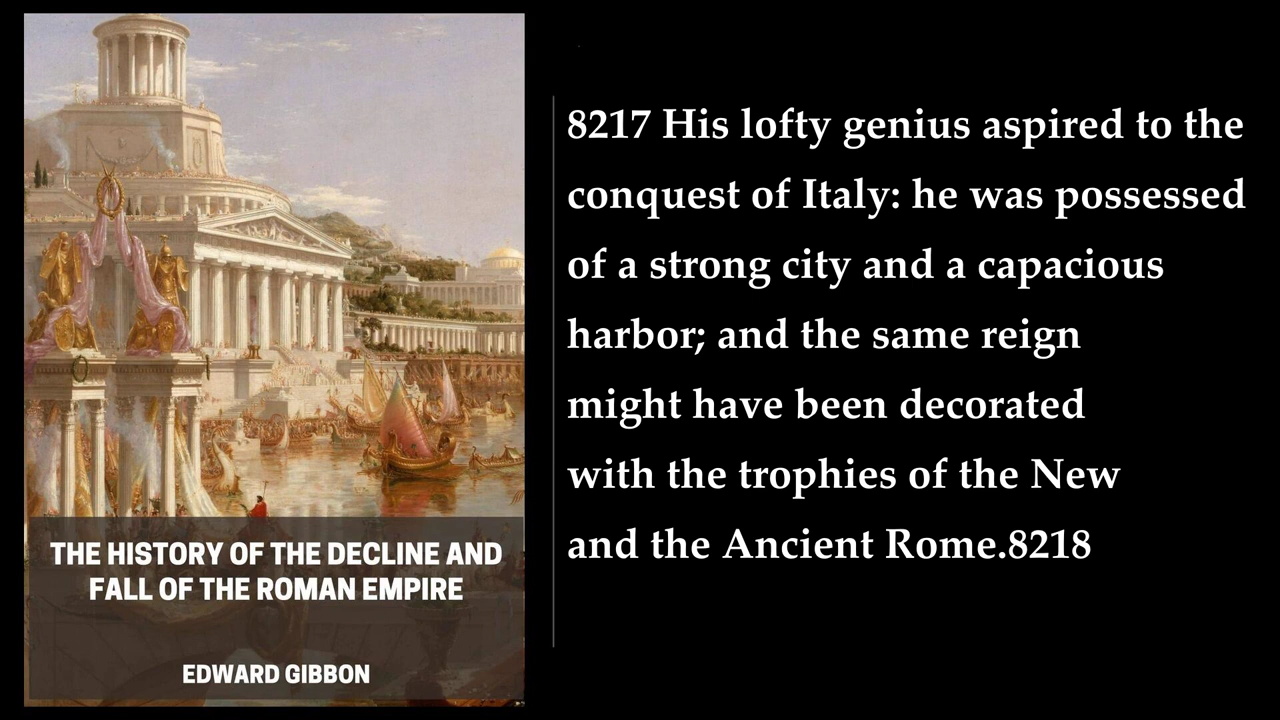 THE HISTORY OF THE DECLINE AND
FALL OF THE ROMAN EMPIRE
EDWARD GIBBON
8217 His lofty genius aspired to the
conquest of Italy: he was possessed
of a strong city and a capacious
harbor; and the same reign
might have been decorated
with the trophies of the New
and the Ancient Rome.8218